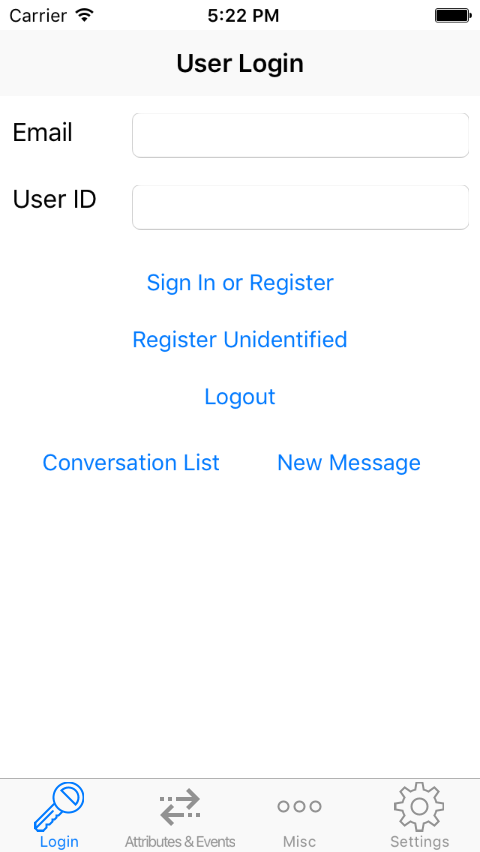 Carrier 5:22 PM
User Login
Email
User ID
Sign In or Register
Register Unidentified
Logout
Conversation List New Message
Login Attributes & Events Misc Settings